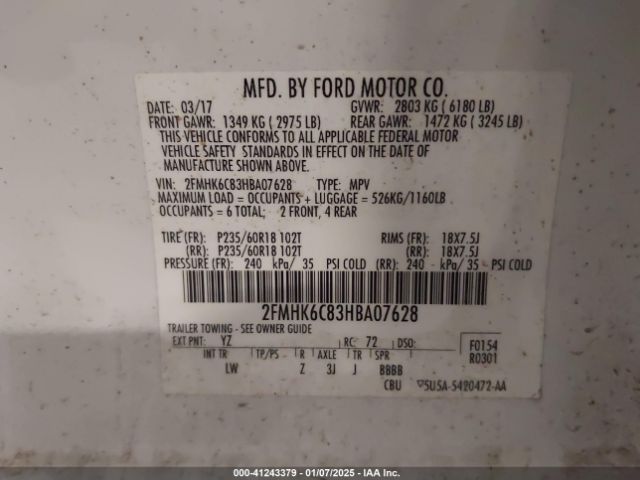 MFD. BY FORD MOTOR CO.
DATE: 03/17 GVWR: 2803 KG ( 6180 LB)
FRONT GAWR: 1349 KG ( 2975 LB) REAR GAWR: 1472 KG ( 3245 LB)
THIS VEHICLE CONFORMS TO ALL APPLICABLE FEDERAL MOTOR
VEHICLE SAFETY STANDARDS IN EFFECT ON THE DATE OF
MANUFACTURE SHOWN ABOVE.
VIN: 2FMHK6C83HBA07628 TYPE: MPV
MAXIMUM LOAD = OCCUPANTS + LUGGAGE = 526KG/1160LB
OCCUPANTS = 6 TOTAL; 2 FRONT, 4 REAR
TIRE (FR): P235/60R18 102T RIMS (FR): 18X7.5J
(RR): P235/60R18 102T (RR): 18X7.5J
PRESSURE (FR): 240 kPa/ 35 PSI COLD (RR): 240 - kPa/ 35 PSI COLD
2FMHK6C83HBA07628
TRAILER TOWING - SEE OWNER GUIDE
EXT PNT: YZ RC: 72 DSO: F0154
INT TR TP/PS R AXLE TR SPR R0301
LW Z 3J J BBBB
CBU 5U5A-5420472-AA
000-41243379 - 01/07/2025 - IAA Inc.